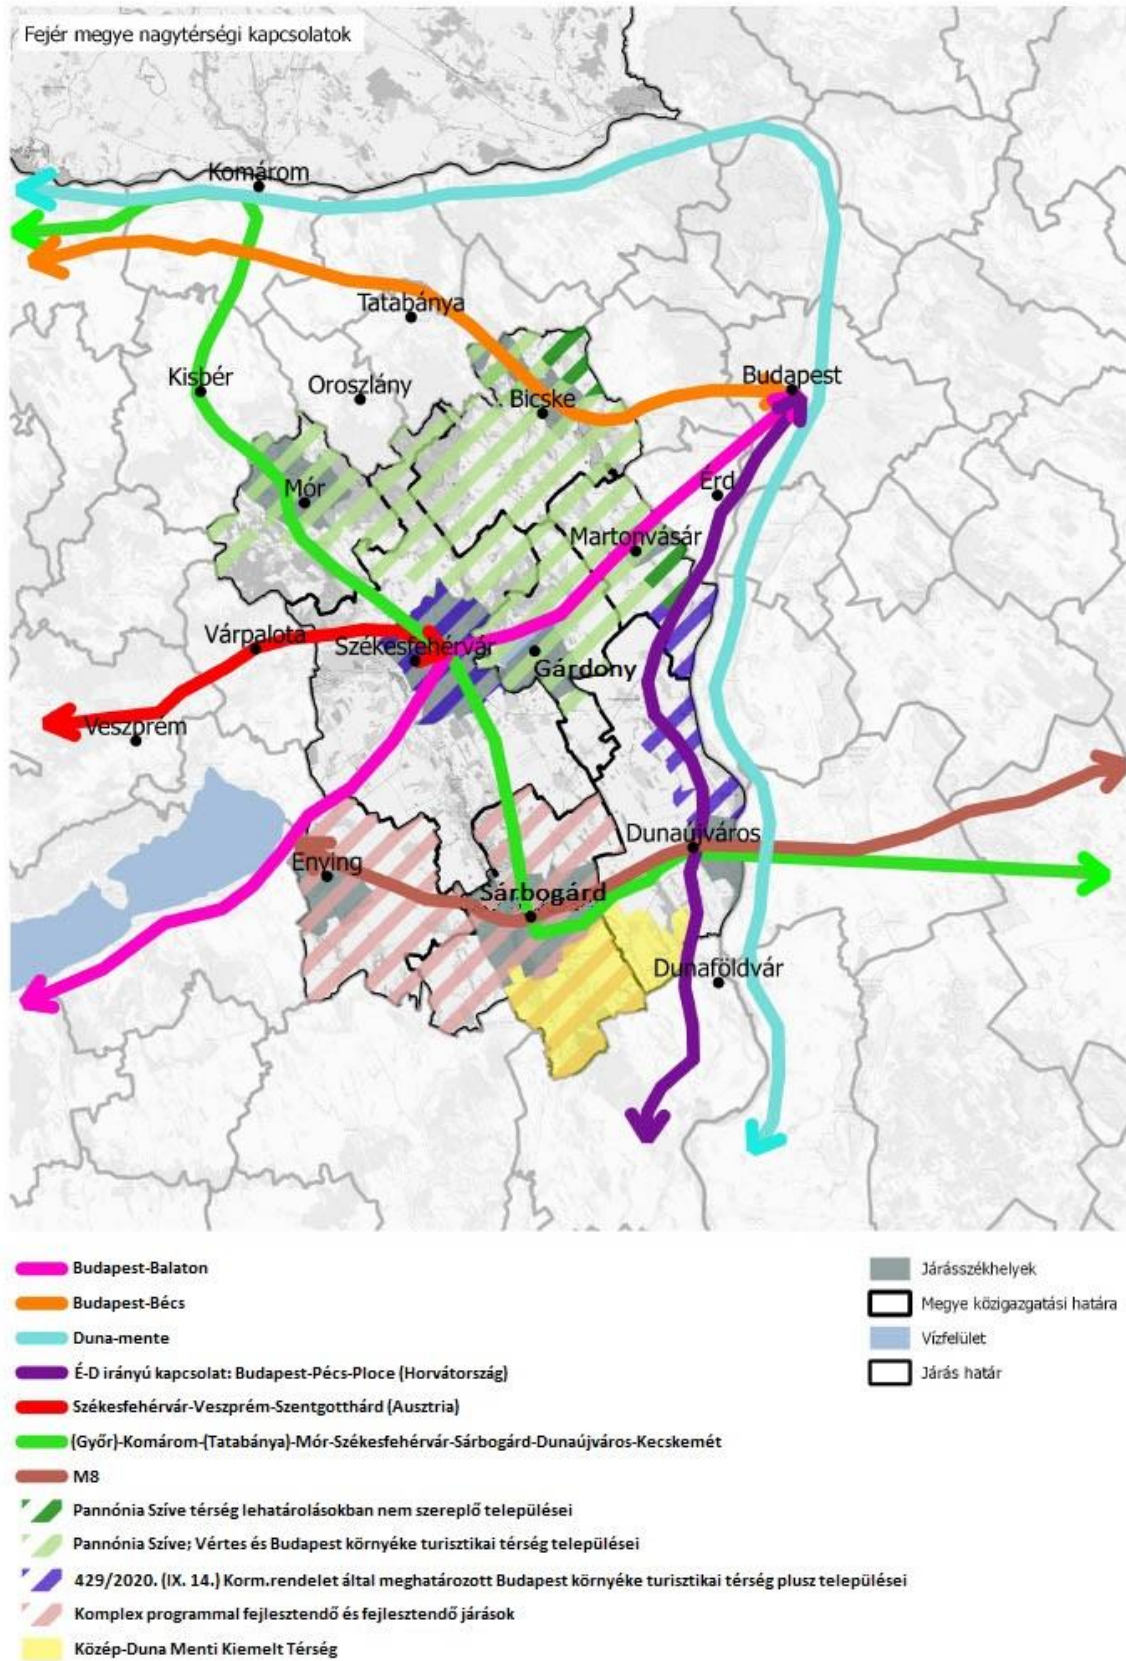 Fejér megye nagytérségi kapcsolatok
Komárom
Tatabánya
Kisbér
Oroszlány
Bicske
Budapest
Mór
Érd
Martonvásár
Várpalota
Székesfehérvár
Gárdony
Veszprém
Dunaújváros
Enying
Sárbogárd
Dunaföldvár
Budapest-Balaton
Budapest-Bécs
Duna-mente
É-D irányú kapcsolat: Budapest-Pécs-Ploce (Horvátország)
Székesfehérvár-Veszprém-Szentgotthárd (Ausztria)
(Győr)-Komárom-(Tatabánya)-Mór-Székesfehérvár-Sárbogárd-Dunaújváros-Kecskemét
M8
Pannónia Szíve térség lehatárolásokban nem szereplő települései
Pannónia Szíve; Vértes és Budapest környéke turisztikai térség települései
429/2020. (IX. 14.) Korm.rendelet által meghatározott Budapest környéke turisztikai térség plusz települései
Komplex programmal fejlesztendő és fejlesztendő járások
Közép-Duna Menti Kiemelt Térség
Járásszékhelyek
Megye közigazgatási határa
Vízfelület
Járás határ